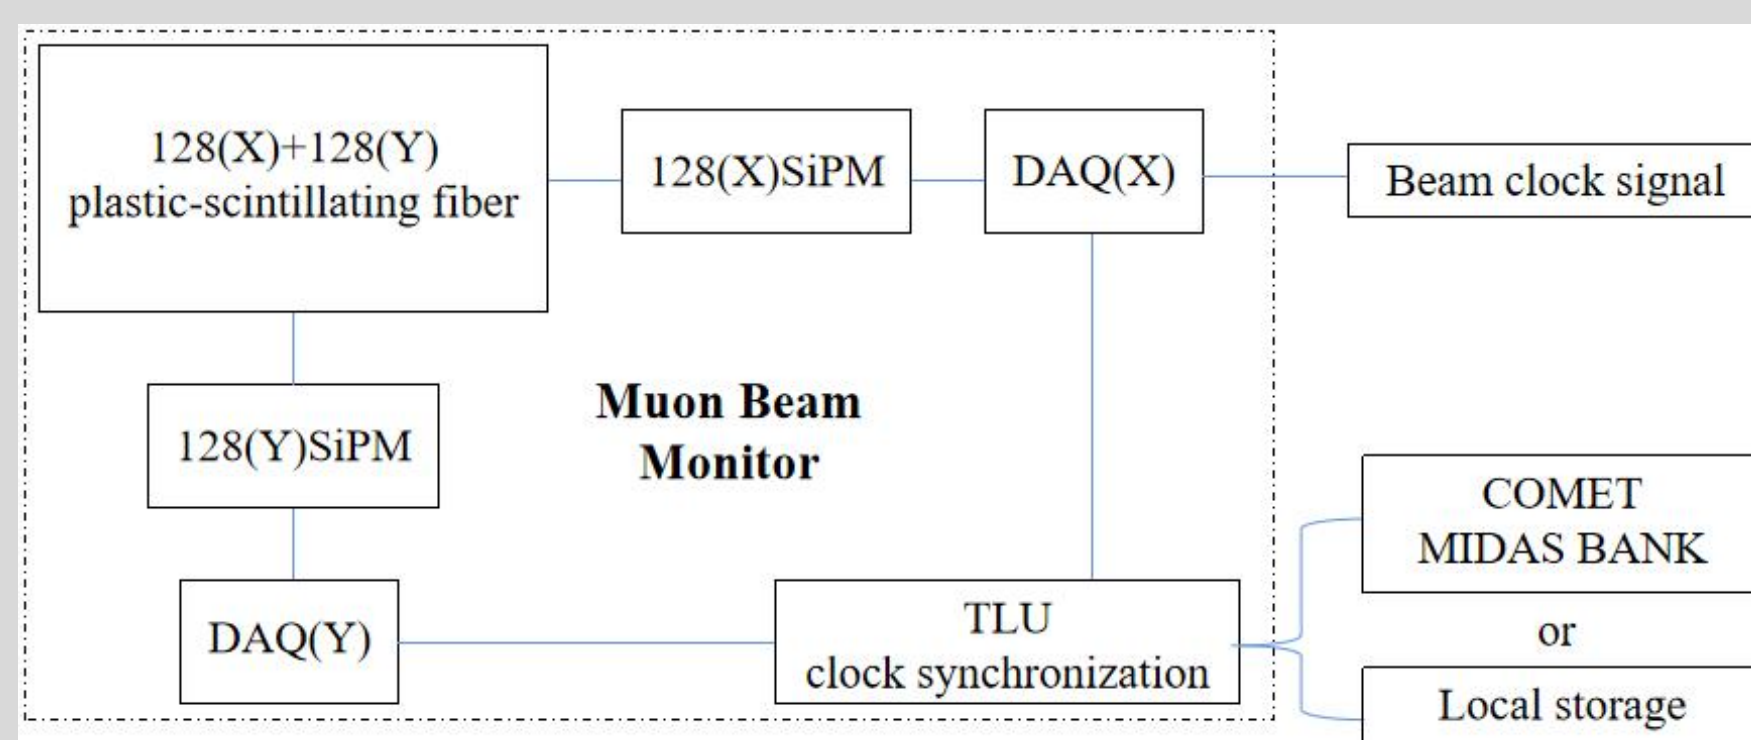 128(X)+128(Y)
plastic-scintillating fiber
128(X)SiPM
DAQ(X)
Beam clock signal
128(Y)SiPM
Muon Beam
Monitor
COMET
MIDAS BANK
or
Local storage
DAQ(Y)
TLU
clock synchronization